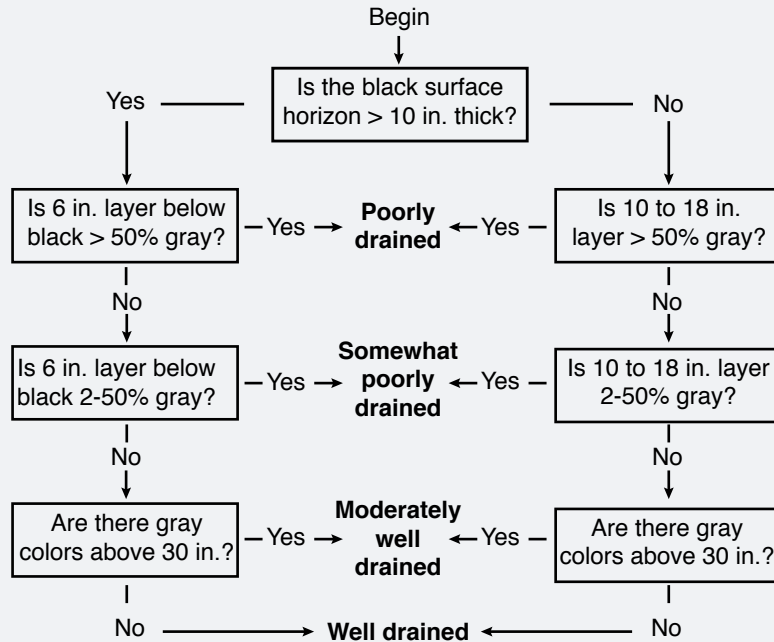 Begin
Is the black surface
horizon > 10 in. thick?
Yes
No
Is 6 in. layer below
black > 50% gray?
Yes
Poorly
drained
Yes
Is 10 to 18 in.
layer > 50% gray?
No
No
Is 6 in. layer below
black 2-50% gray?
Yes
Somewhat
poorly
drained
Yes
Is 10 to 18 in. layer
2-50% gray?
No
No
Are there gray
colors above 30 in.?
Yes
Moderately
well
drained
Yes
Are there gray
colors above 30 in.?
No
Well drained
No